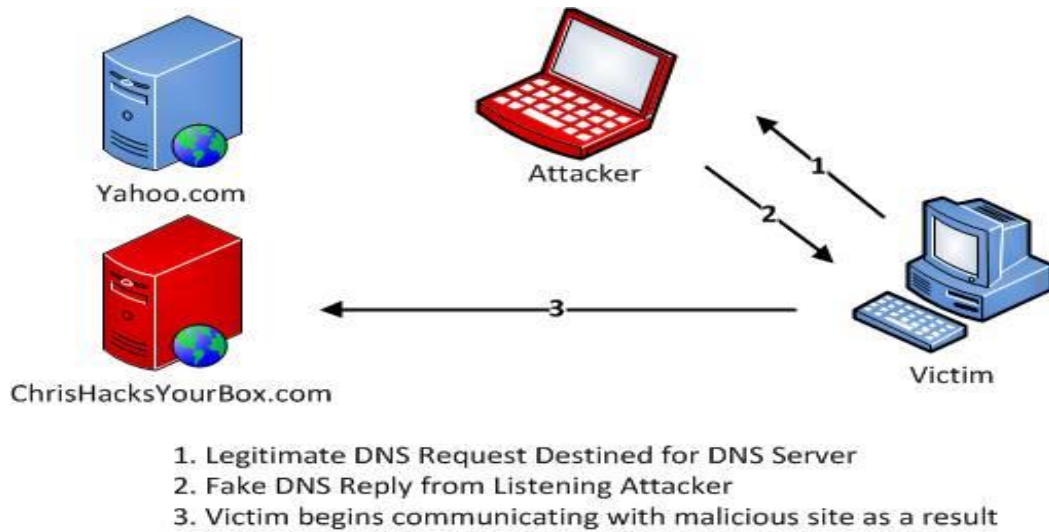 Yahoo.com
Attacker
1
2
3
ChrisHacksYourBox.com
Victim
1. Legitimate DNS Request Destined for DNS Server
2. Fake DNS Reply from Listening Attacker
3. Victim begins communicating with malicious site as a result